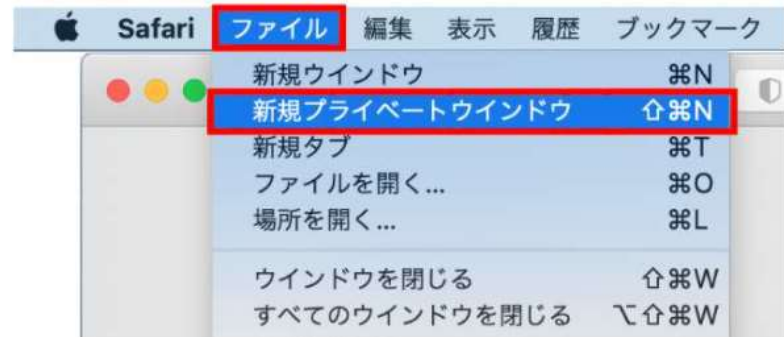 Safari ファイル 編集 表示 履歴 ブックマーク
新規ウインドウ ⌘N
新規プライベートウインドウ ⇧⌘N
新規タブ ⌘T
ファイルを開く... ⌘O
場所を開く... ⌘L
ウインドウを閉じる ⇧⌘W
すべてのウインドウを閉じる ⌥⇧⌘W